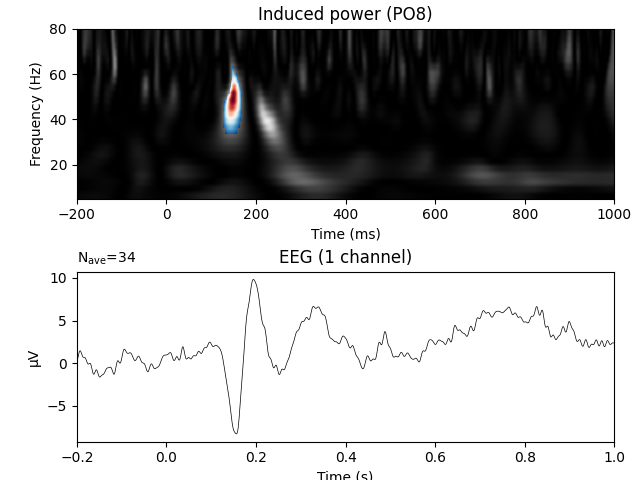 Induced power (PO8)
80
60
40
20
Frequency (Hz)
−200 0 200 400 600 800 1000
Time (ms)
Nave=34 EEG (1 channel)
10
5
0
−5
µV
−0.2 0.0 0.2 0.4 0.6 0.8 1.0
Time (s)